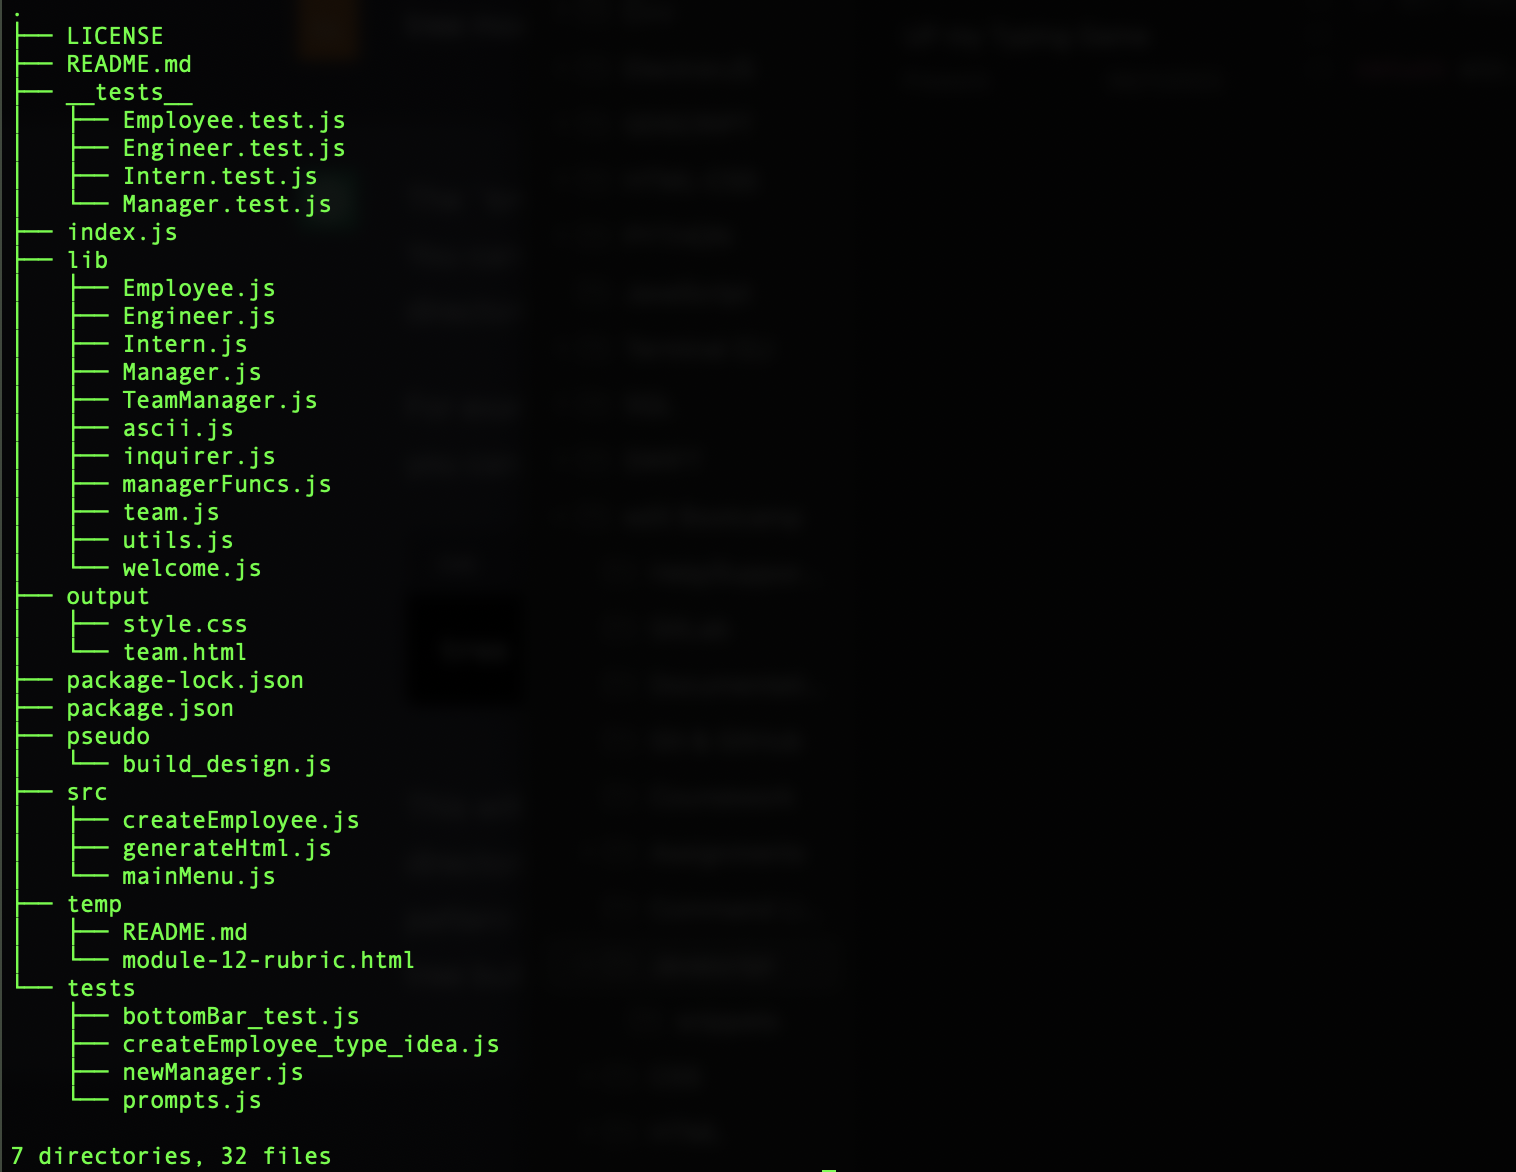 .
├── LICENSE
├── README.md
├── __tests__
│   ├── Employee.test.js
│   ├── Engineer.test.js
│   ├── Intern.test.js
│   └── Manager.test.js
├── index.js
├── lib
│   ├── Employee.js
│   ├── Engineer.js
│   ├── Intern.js
│   ├── Manager.js
│   ├── TeamManager.js
│   ├── ascii.js
│   ├── inquirer.js
│   ├── managerFuncs.js
│   ├── team.js
│   ├── utils.js
│   └── welcome.js
├── output
│   ├── style.css
│   └── team.html
├── package-lock.json
├── package.json
├── pseudo
│   └── build_design.js
├── src
│   ├── createEmployee.js
│   ├── generateHtml.js
│   └── mainMenu.js
├── temp
│   ├── README.md
│   └── module-12-rubric.html
└── tests
    ├── bottomBar_test.js
    ├── createEmployee_type_idea.js
    ├── newManager.js
    └── prompts.js

7 directories, 32 files